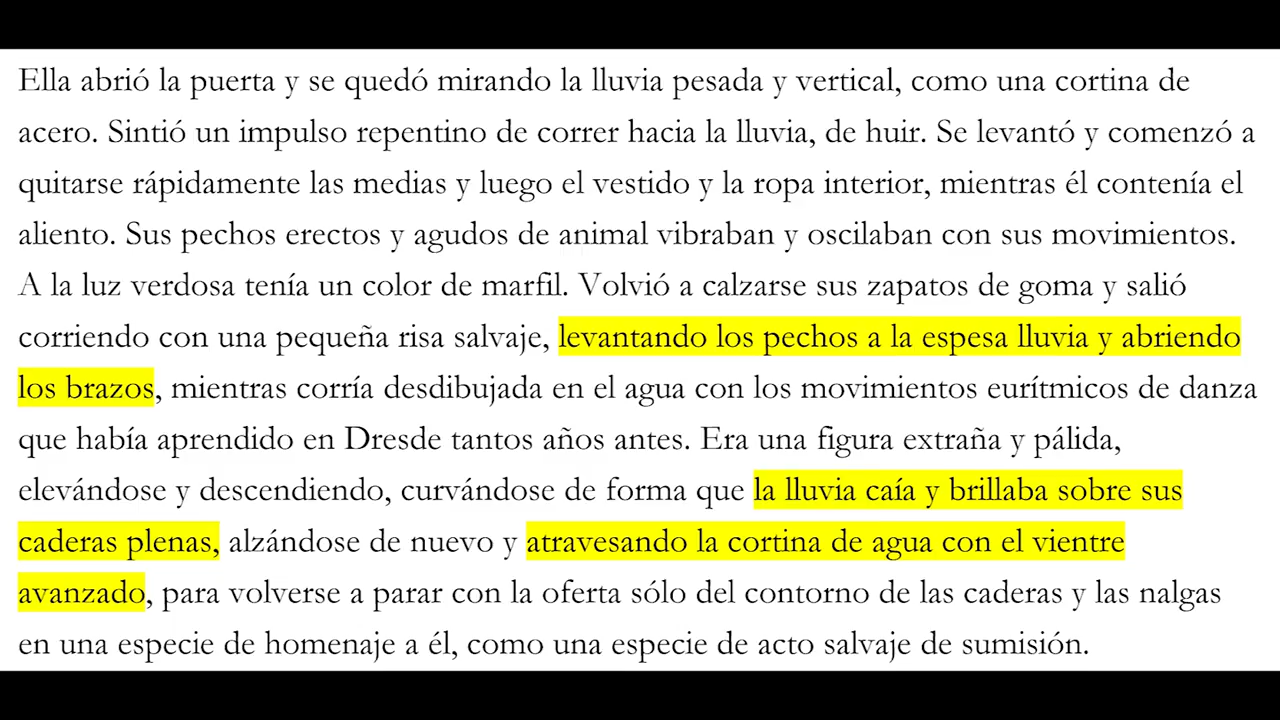 Ella abrió la puerta y se quedó mirando la lluvia pesada y vertical, como una cortina de
acero. Sintió un impulso repentino de correr hacia la lluvia, de huir. Se levantó y comenzó a
quitarse rápidamente las medias y luego el vestido y la ropa interior, mientras él contenía el
aliento. Sus pechos erectos y agudos de animal vibraban y oscilaban con sus movimientos.
A la luz verdosa tenía un color de marfil. Volvió a calzarse sus zapatos de goma y salió
corriendo con una pequeña risa salvaje, levantando los pechos a la espesa lluvia y abriendo
los brazos, mientras corría desdibujada en el agua con los movimientos eurítmicos de danza
que había aprendido en Dresde tantos años antes. Era una figura extraña y pálida,
elevándose y descendiendo, curvándose de forma que la lluvia caía y brillaba sobre sus
caderas plenas, alzándose de nuevo y atravesando la cortina de agua con el vientre
avanzado, para volverse a parar con la oferta sólo del contorno de las caderas y las nalgas
en una especie de homenaje a él, como una especie de acto salvaje de sumisión.